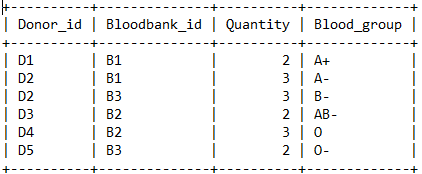 +----------+--------------+----------+-------------+
| Donor_id | Bloodbank_id | Quantity | Blood_group |
+----------+--------------+----------+-------------+
| D1       | B1           |        2 | A+          |
| D2       | B1           |        3 | A-          |
| D2       | B3           |        3 | B-          |
| D3       | B2           |        2 | AB-         |
| D4       | B2           |        3 | O           |
| D5       | B3           |        2 | O-          |
+----------+--------------+----------+-------------+